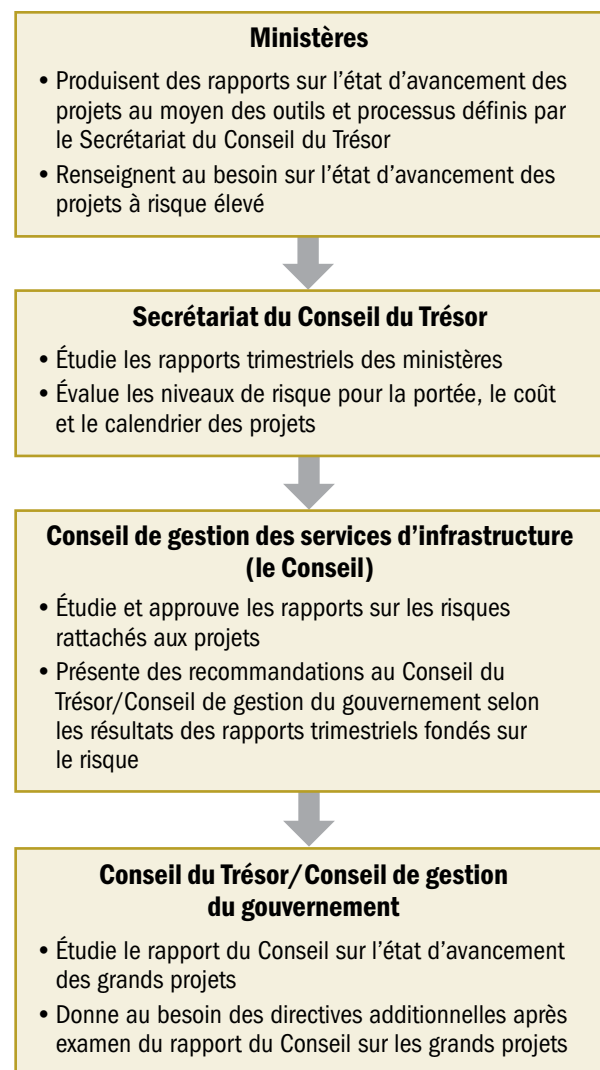 Ministères
• Produisent des rapports sur l'état d'avancement des
projets au moyen des outils et processus définis par
le Secrétariat du Conseil du Trésor
• Renseignent au besoin sur l'état d'avancement des
projets à risque élevé
Secrétariat du Conseil du Trésor
• Étudie les rapports trimestriels des ministères
• Évalue les niveaux de risque pour la portée, le coût
et le calendrier des projets
Conseil de gestion des services d'infrastructure
(le Conseil)
• Étudie et approuve les rapports sur les risques
rattachés aux projets
• Présente des recommandations au Conseil du
Trésor/Conseil de gestion du gouvernement selon
les résultats des rapports trimestriels fondés sur
le risque
Conseil du Trésor/Conseil de gestion
du gouvernement
• Étudie le rapport du Conseil sur l'état d'avancement
des grands projets
• Donne au besoin des directives additionnelles après
examen du rapport du Conseil sur les grands projets